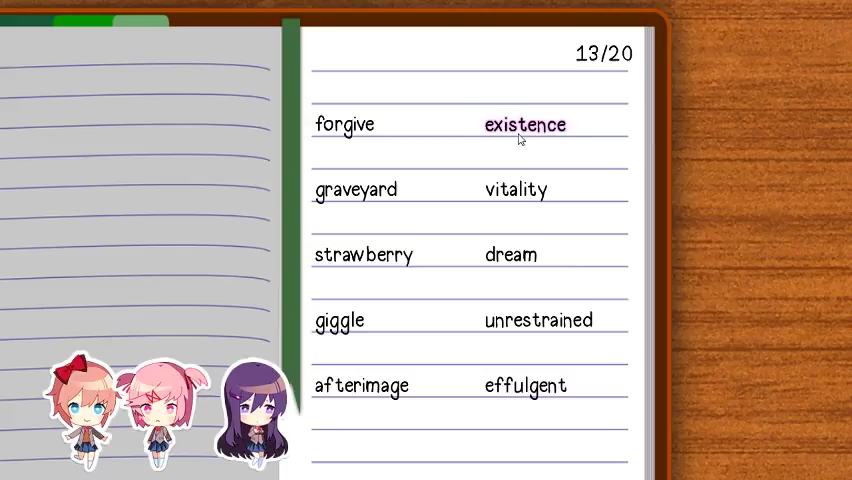 13/20
forgive existence
graveyard vitality
strawberry dream
giggle unrestrained
afterimage effulgent